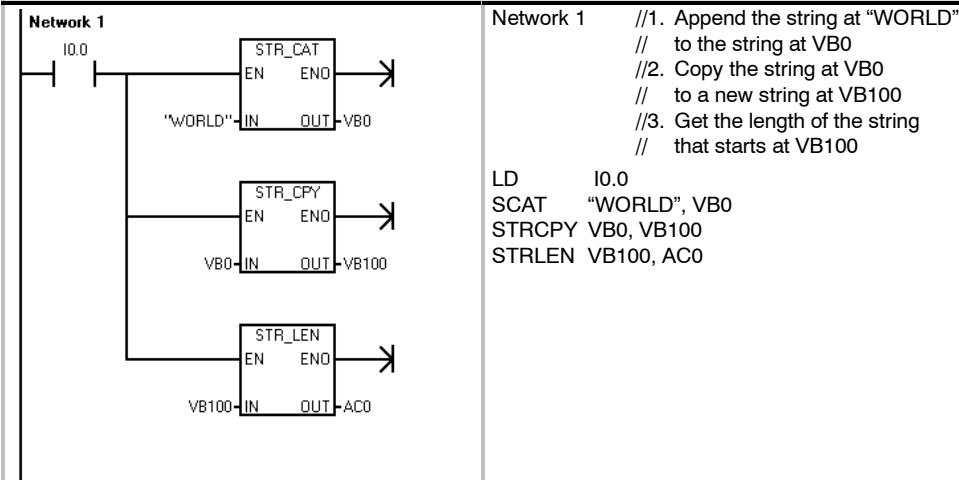 Network 1
I0.0
STR_CAT
EN ENO
"WORLD" IN OUT VB0
STR_CPY
EN ENO
VB0 IN OUT VB100
STR_LEN
EN ENO
VB100 IN OUT AC0
Network 1 //1. Append the string at “WORLD”
// to the string at VB0
//2. Copy the string at VB0
// to a new string at VB100
//3. Get the length of the string
// that starts at VB100
LD I0.0
SCAT “WORLD”, VB0
STRCPY VB0, VB100
STRLEN VB100, AC0